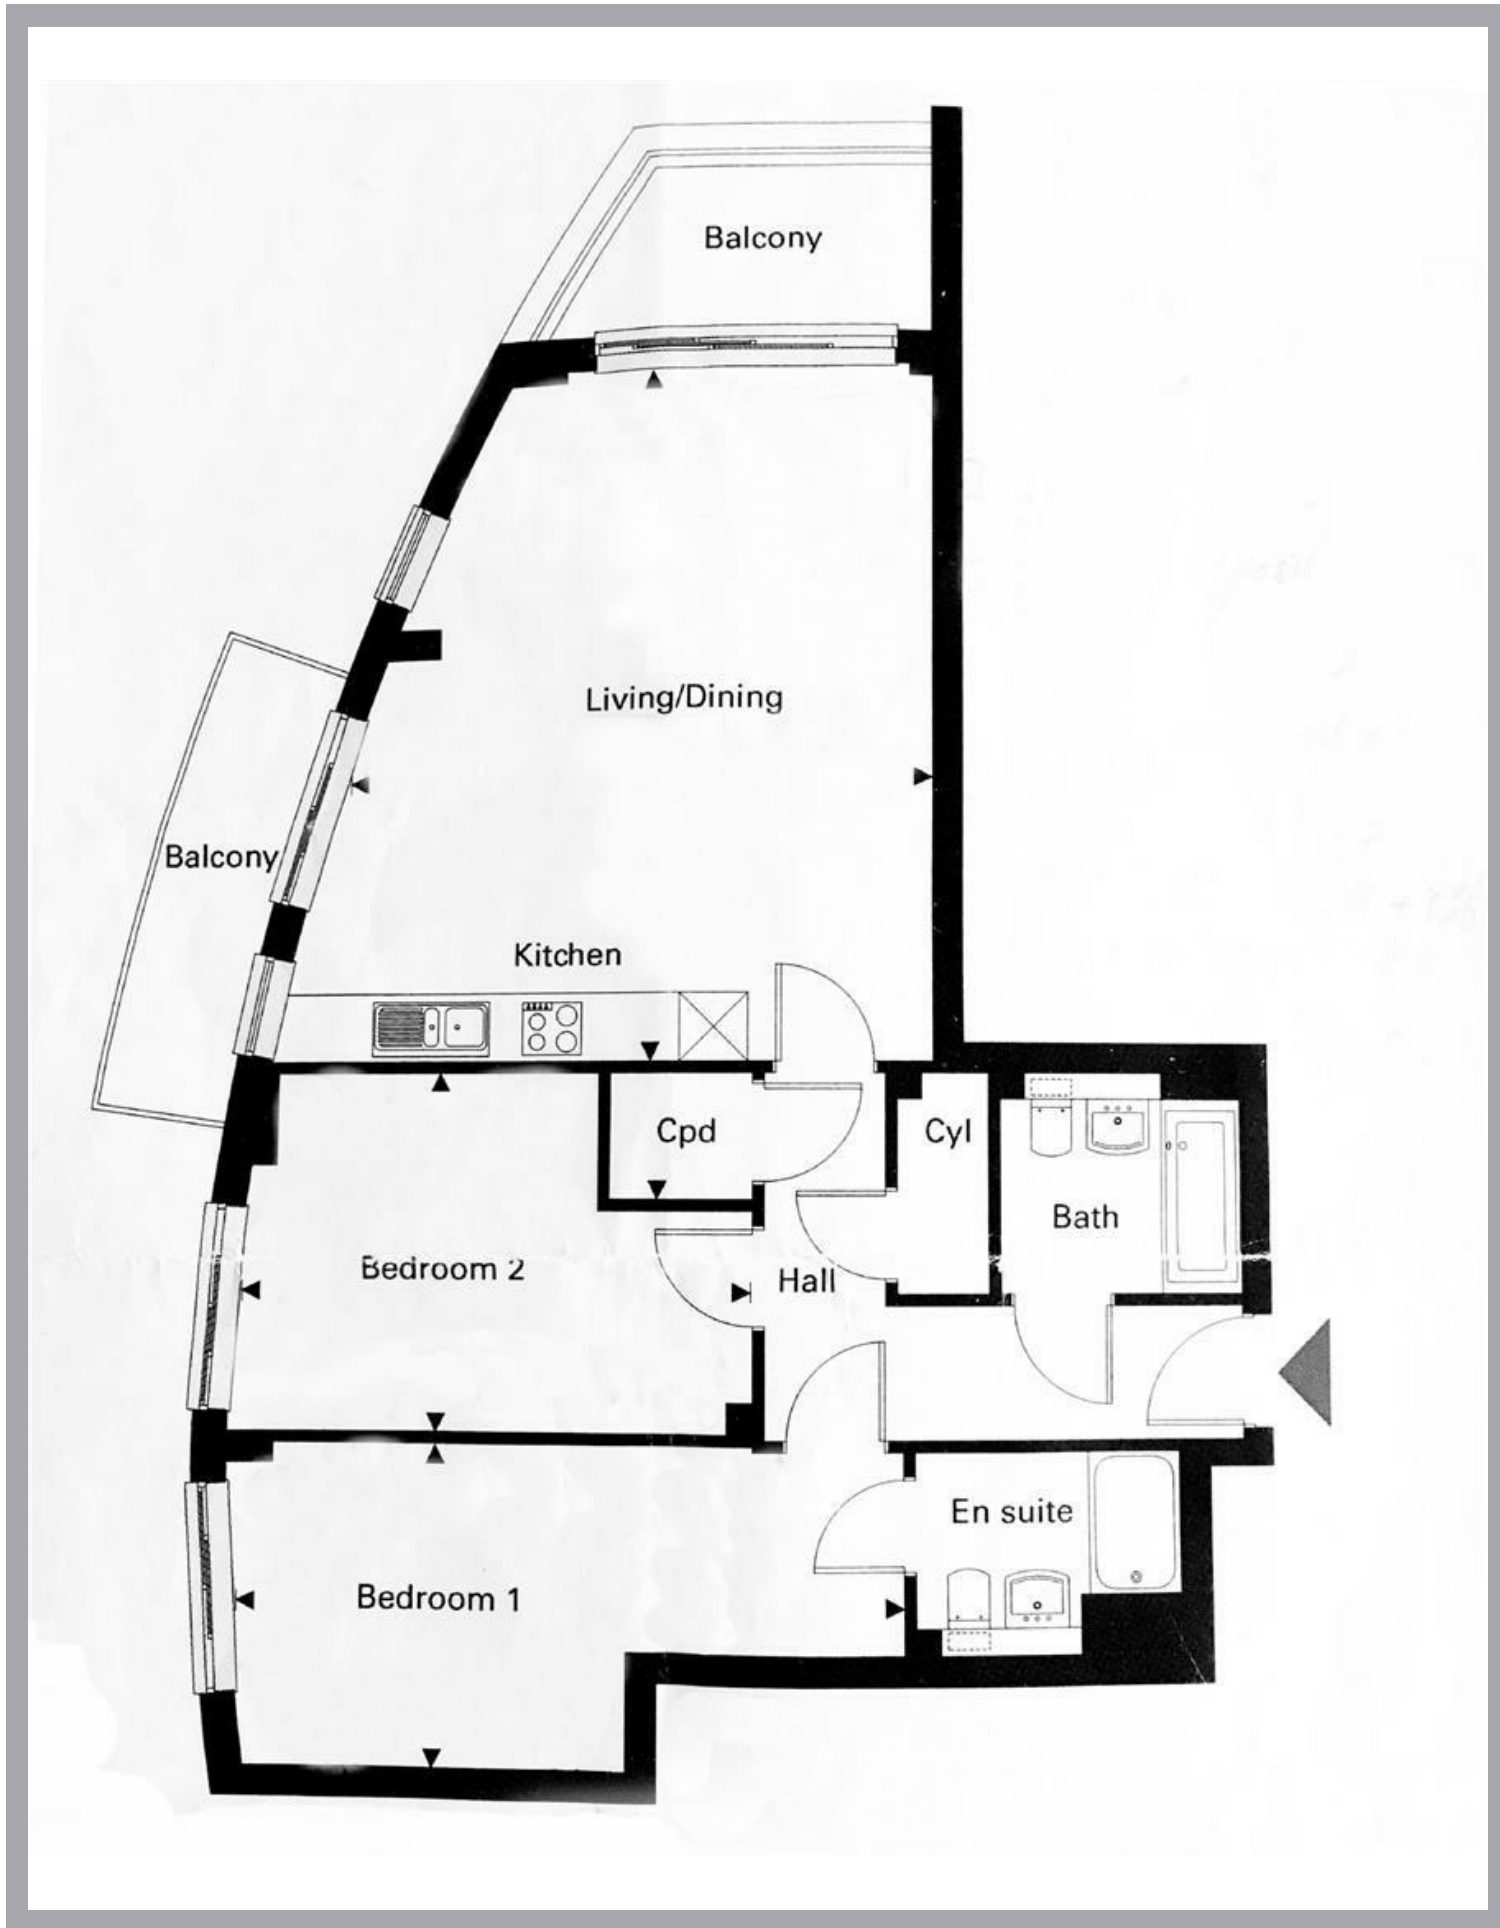 Balcony
Living/Dining
Balcony
Kitchen
Cpd
Cyl
Bath
Bedroom 2
Hall
En suite
Bedroom 1